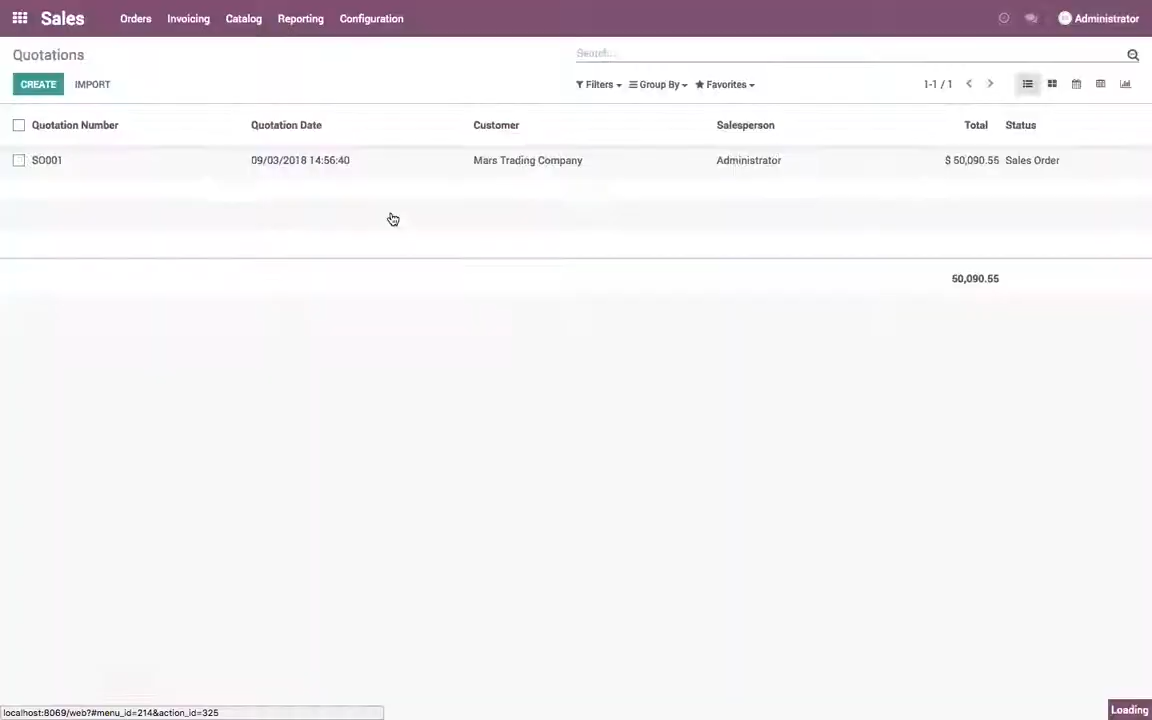 Sales Orders Invoicing Catalog Reporting Configuration Administrator
Quotations Search...
CREATE IMPORT Filters Group By Favorites 1-1 / 1
Quotation Number Quotation Date Customer Salesperson Total Status
SO001 09/03/2018 14:56:40 Mars Trading Company Administrator $ 50,090.55 Sales Order
50,090.55
localhost:8069/web?#menu_id=214&action_id=325 Loading